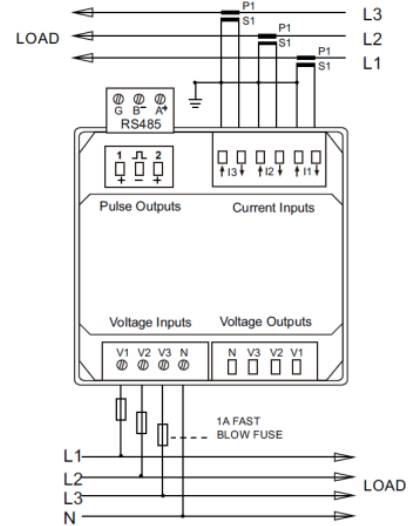 P1
L3
S1
LOAD
P1
L2
S1
P1
L1
S1
G B- A+
RS485
1 2
+ - +
I3 I2 I1
Pulse Outputs Current Inputs
Voltage Inputs Voltage Outputs
V1 V2 V3 N N V3 V2 V1
1A FAST
BLOW FUSE
L1
L2
LOAD
L3
N